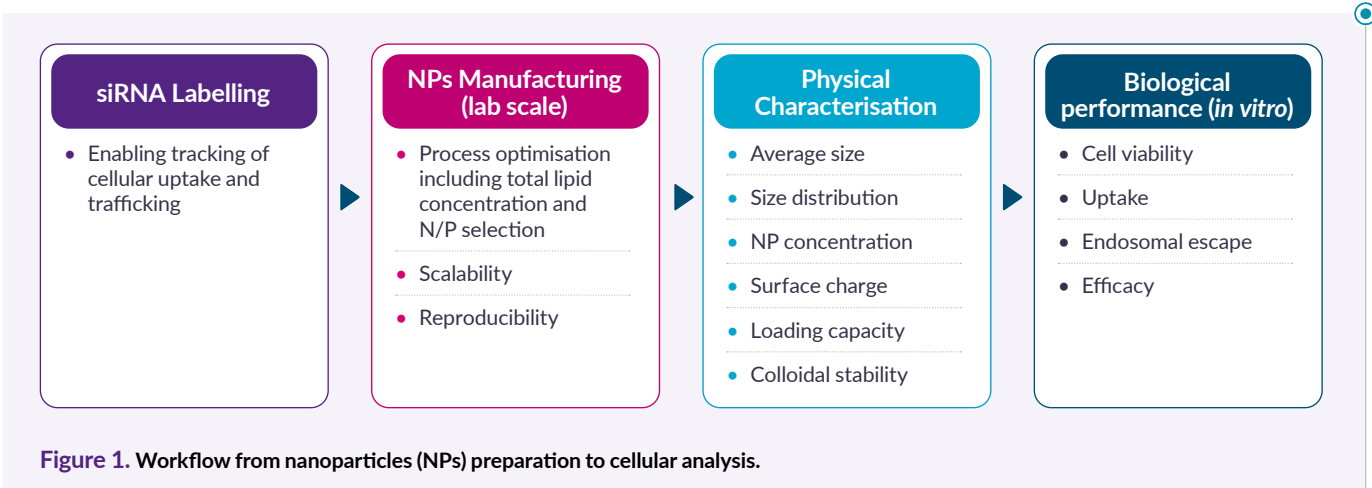 siRNA Labelling
• Enabling tracking of
cellular uptake and
trafficking
NPs Manufacturing
(lab scale)
• Process optimisation
including total lipid
concentration and
N/P selection
• Scalability
• Reproducibility
Physical
Characterisation
• Average size
• Size distribution
• NP concentration
• Surface charge
• Loading capacity
• Colloidal stability
Biological
performance (in vitro)
• Cell viability
• Uptake
• Endosomal escape
• Efficacy
Figure 1. Workflow from nanoparticles (NPs) preparation to cellular analysis.